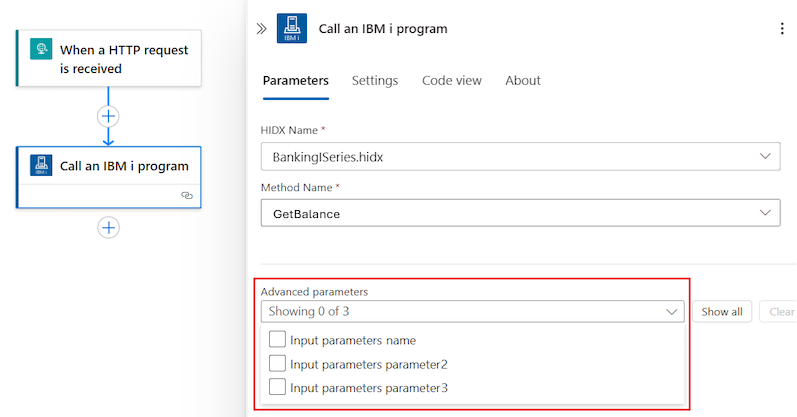 When a HTTP request
is received
Call an IBM i program
IBM i
IBM i
Call an IBM i program
Parameters
Settings
Code view
About
HIDX Name *
BankingISeries.hidx
Method Name *
GetBalance
Advanced parameters
Showing 0 of 3
Show all
Clear
Input parameters name
Input parameters parameter2
Input parameters parameter3